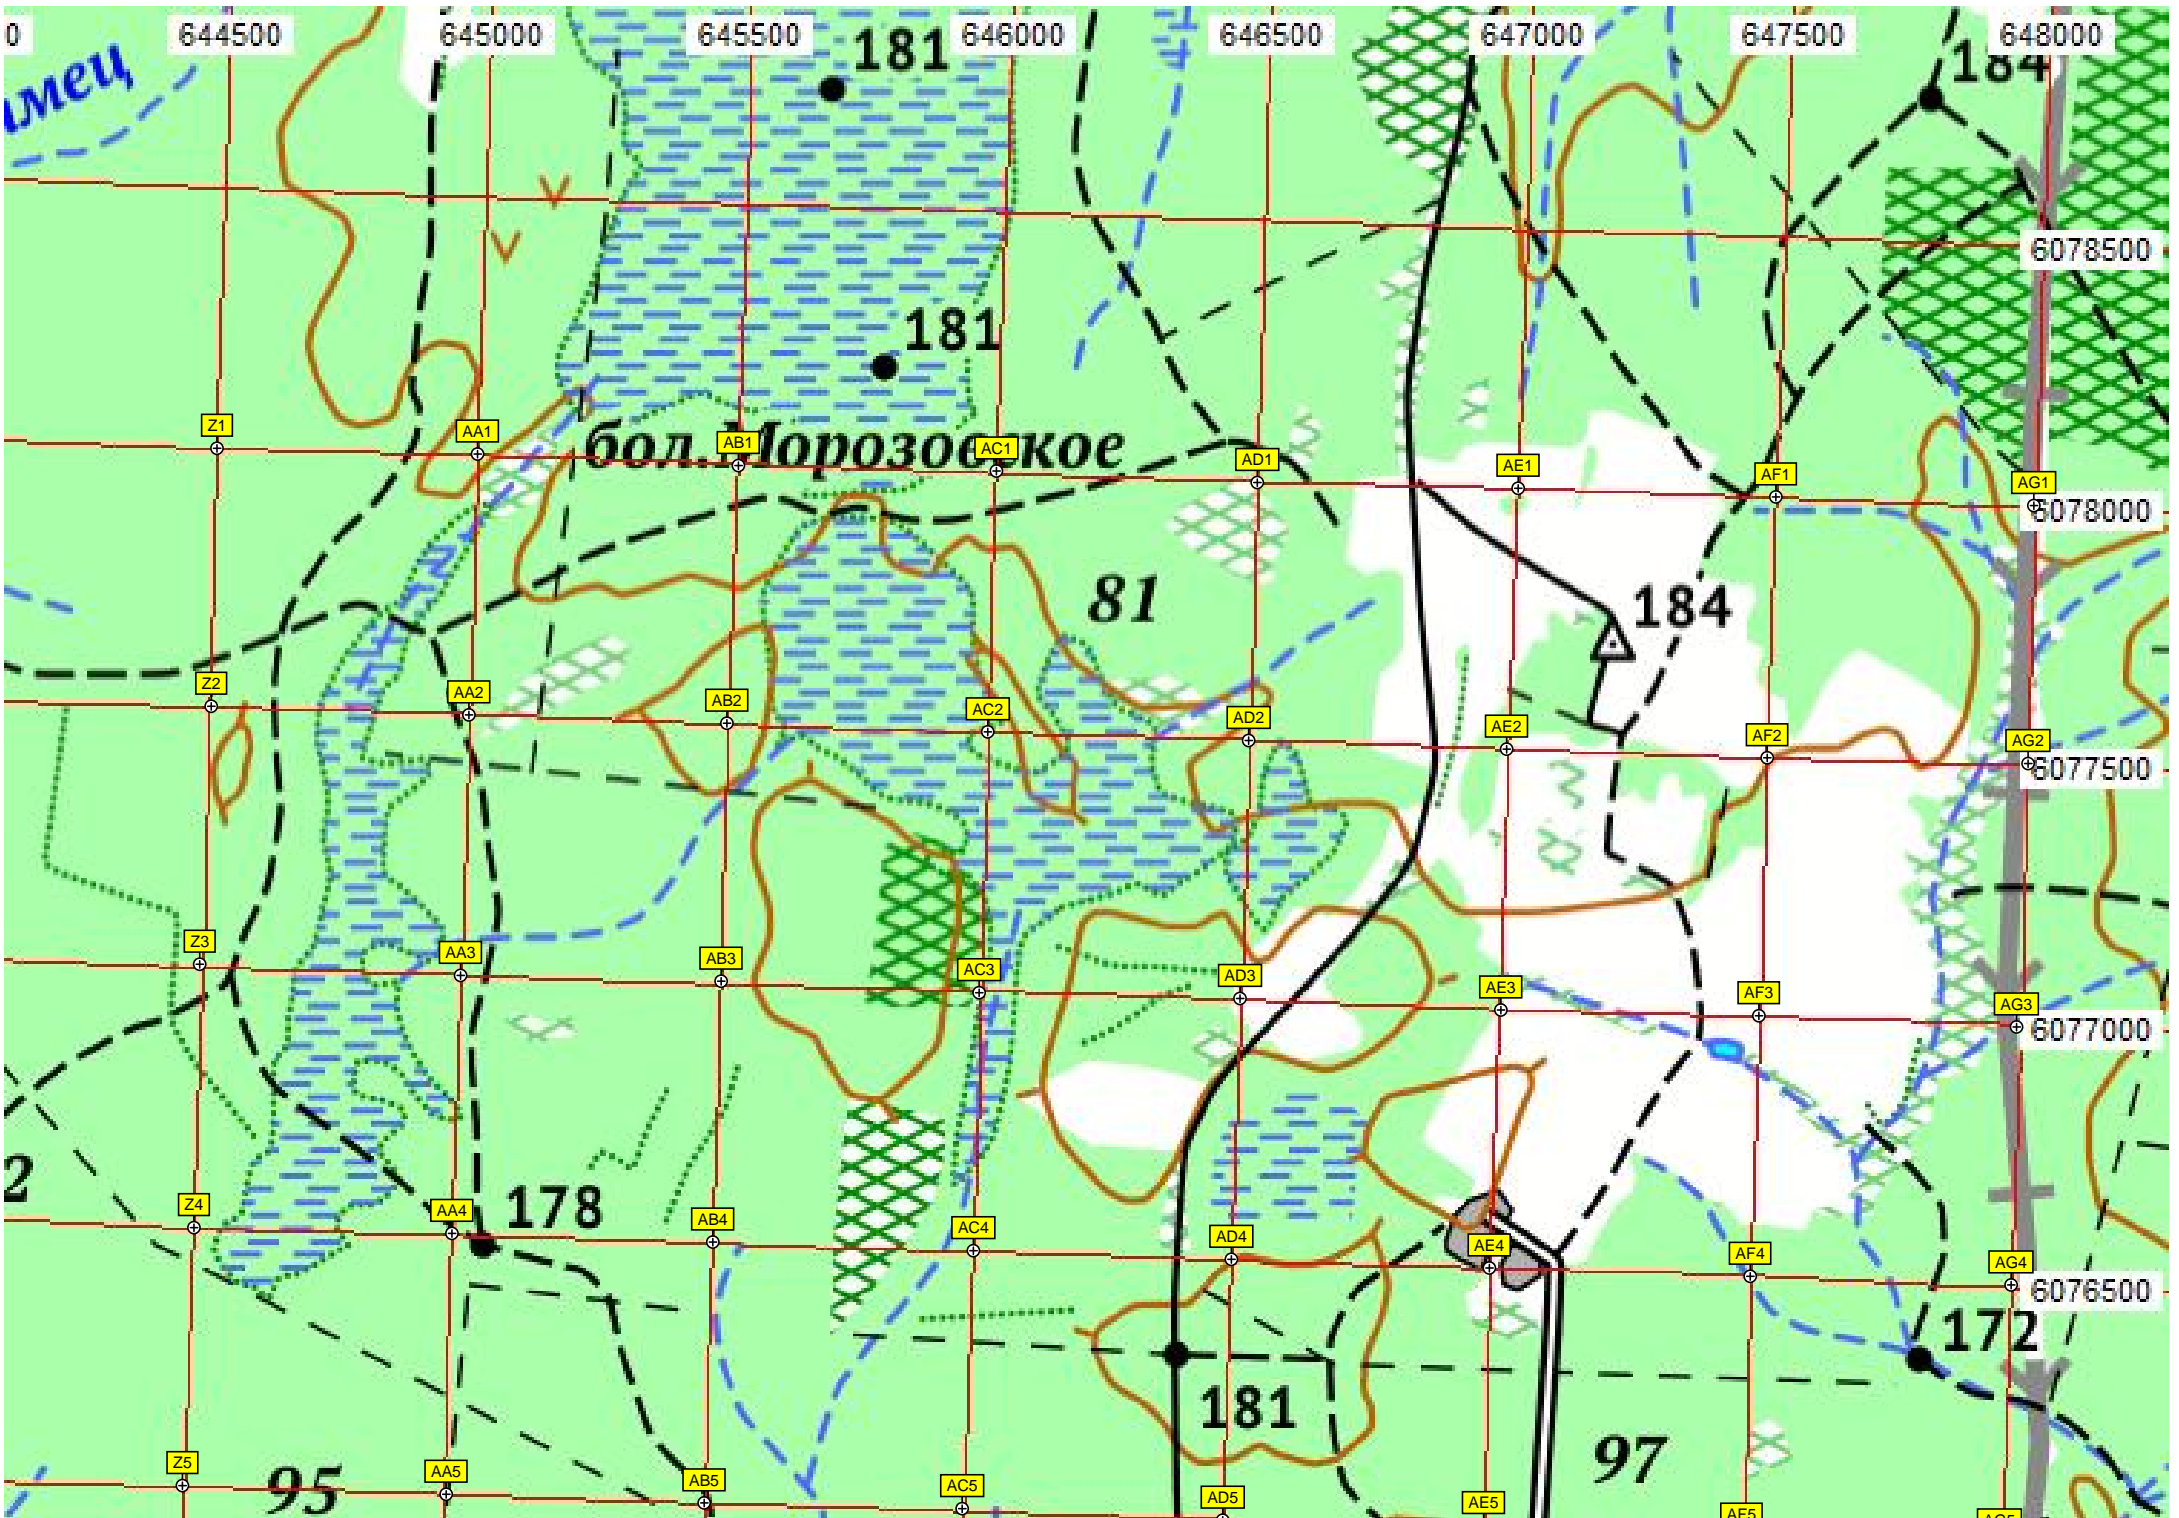 0 644500 645000 645500 646000 646500 647000 647500 648000
имец
181
184
6078500
181
Z1 AA1 AB1 AC1 AD1 AE1 AF1 AG1
бол. Морозовское
6078000
81
184
Z2 AA2 AB2 AC2 AD2 AE2 AF2 AG2
6077500
Z3 AA3 AB3 AC3 AD3 AE3 AF3 AG3
6077000
2
178
Z4 AA4 AB4 AC4 AD4 AE4 AF4 AG4
6076500
172
181
97
95
Z5 AA5 AB5 AC5 AD5 AE5 AF5 AG5